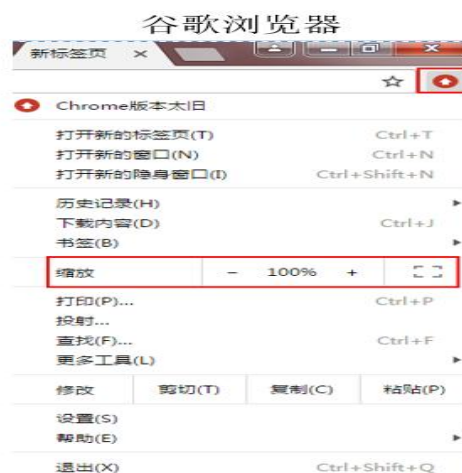 谷歌浏览器
新标签页 ×
Chrome版本太旧
打开新的标签页(T) Ctrl+T
打开新的窗口(N) Ctrl+N
打开新的隐身窗口(I) Ctrl+Shift+N
历史记录(H)
下载内容(D) Ctrl+J
书签(B)
缩放 − 100% +
打印(P)... Ctrl+P
投射...
查找(F)... Ctrl+F
更多工具(L)
修改 剪切(T) 复制(C) 粘贴(P)
设置(S)
帮助(E)
退出(X) Ctrl+Shift+Q